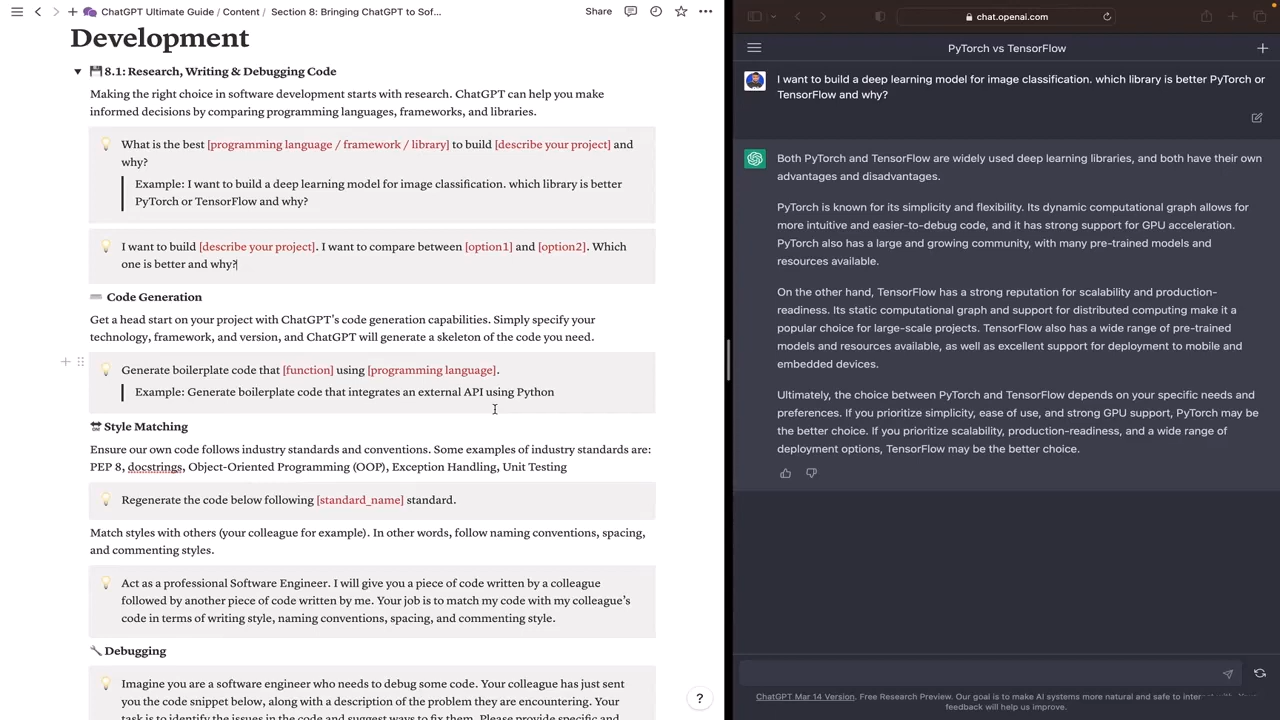 ChatGPT Ultimate Guide / Content / Section 8: Bringing ChatGPT to Sof...
Share
Development
8.1: Research, Writing & Debugging Code
Making the right choice in software development starts with research. ChatGPT can help you make
informed decisions by comparing programming languages, frameworks, and libraries.
What is the best [programming language / framework / library] to build [describe your project] and
why?
Example: I want to build a deep learning model for image classification. which library is better
PyTorch or TensorFlow and why?
I want to build [describe your project]. I want to compare between [option1] and [option2]. Which
one is better and why?
Code Generation
Get a head start on your project with ChatGPT's code generation capabilities. Simply specify your
technology, framework, and version, and ChatGPT will generate a skeleton of the code you need.
Generate boilerplate code that [function] using [programming language].
Example: Generate boilerplate code that integrates an external API using Python
Style Matching
Ensure our own code follows industry standards and conventions. Some examples of industry standards are:
PEP 8, docstrings, Object-Oriented Programming (OOP), Exception Handling, Unit Testing
Regenerate the code below following [standard_name] standard.
Match styles with others (your colleague for example). In other words, follow naming conventions, spacing,
and commenting styles.
Act as a professional Software Engineer. I will give you a piece of code written by a colleague
followed by another piece of code written by me. Your job is to match my code with my colleague's
code in terms of writing style, naming conventions, spacing, and commenting style.
Debugging
Imagine you are a software engineer who needs to debug some code. Your colleague has just sent
you the code snippet below, along with a description of the problem they are encountering. Your
task is to identify the issues in the code and suggest ways to fix them. Please provide specific and
?
chat.openai.com
PyTorch vs TensorFlow
I want to build a deep learning model for image classification. which library is better PyTorch or
TensorFlow and why?
Both PyTorch and TensorFlow are widely used deep learning libraries, and both have their own
advantages and disadvantages.
PyTorch is known for its simplicity and flexibility. Its dynamic computational graph allows for
more intuitive and easier-to-debug code, and it has strong support for GPU acceleration.
PyTorch also has a large and growing community, with many pre-trained models and
resources available.
On the other hand, TensorFlow has a strong reputation for scalability and production-
readiness. Its static computational graph and support for distributed computing make it a
popular choice for large-scale projects. TensorFlow also has a wide range of pre-trained
models and resources available, as well as excellent support for deployment to mobile and
embedded devices.
Ultimately, the choice between PyTorch and TensorFlow depends on your specific needs and
preferences. If you prioritize simplicity, ease of use, and strong GPU support, PyTorch may be
the better choice. If you prioritize scalability, production-readiness, and a wide range of
deployment options, TensorFlow may be the better choice.
ChatGPT Mar 14 Version. Free Research Preview. Our goal is to make AI systems more natural and safe to interact with.
feedback will help us improve.